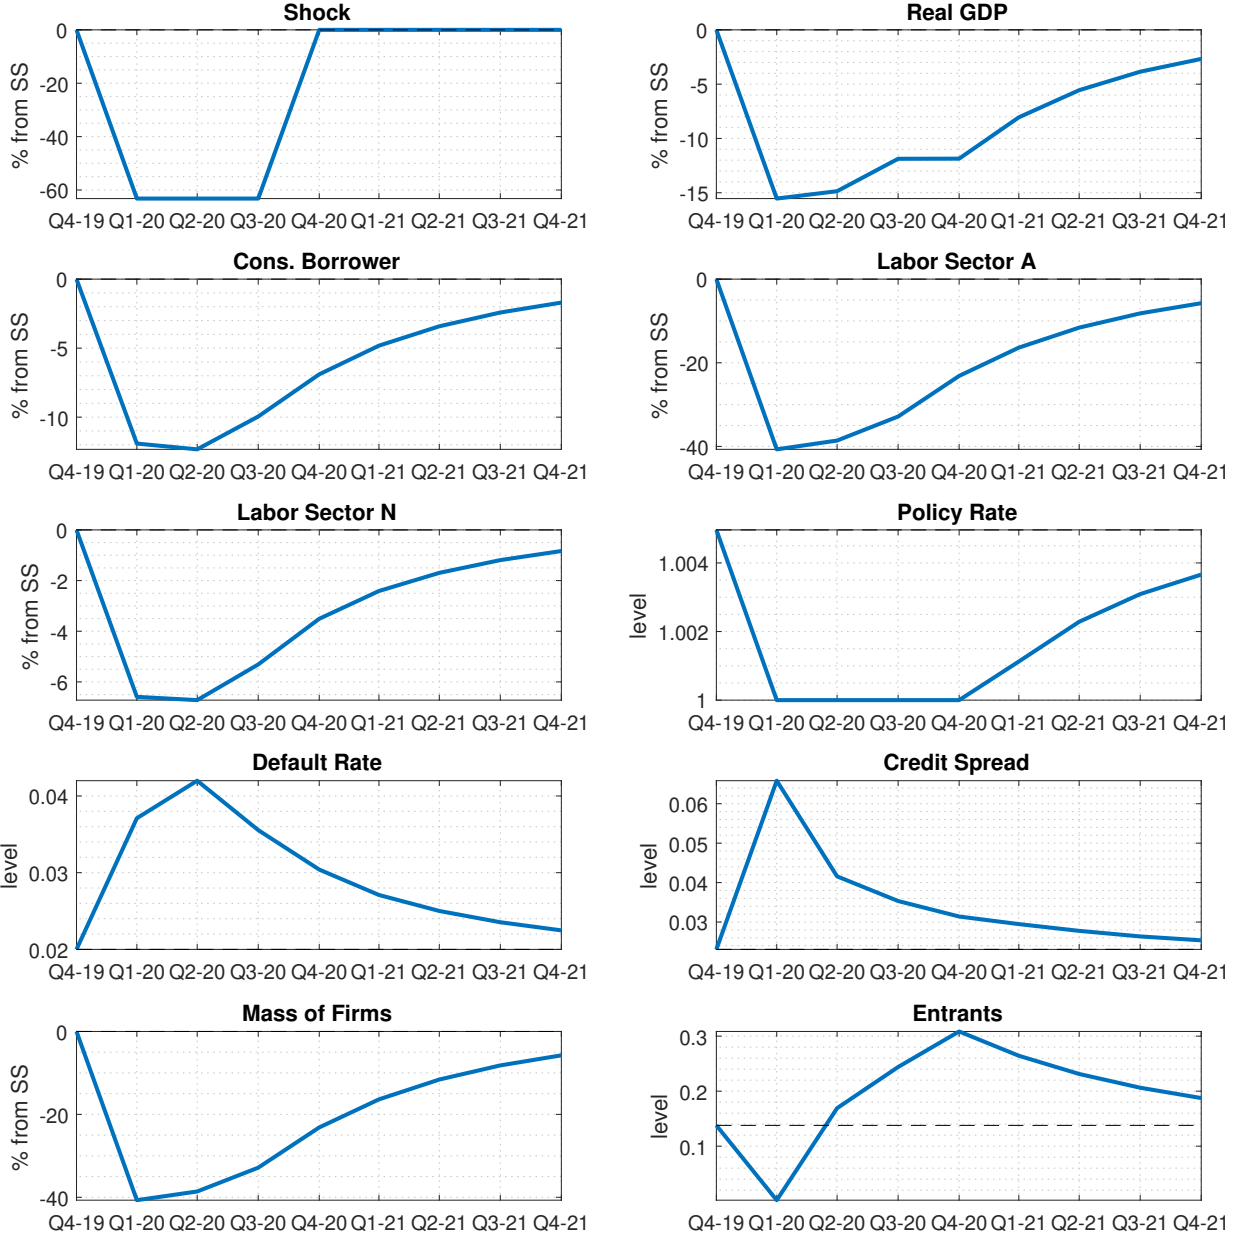 Shock
% from SS
0
-20
-40
-60
Q4-19 Q1-20 Q2-20 Q3-20 Q4-20 Q1-21 Q2-21 Q3-21 Q4-21
Real GDP
% from SS
0
-5
-10
-15
Q4-19 Q1-20 Q2-20 Q3-20 Q4-20 Q1-21 Q2-21 Q3-21 Q4-21
Cons. Borrower
% from SS
0
-5
-10
Q4-19 Q1-20 Q2-20 Q3-20 Q4-20 Q1-21 Q2-21 Q3-21 Q4-21
Labor Sector A
% from SS
0
-20
-40
Q4-19 Q1-20 Q2-20 Q3-20 Q4-20 Q1-21 Q2-21 Q3-21 Q4-21
Labor Sector N
% from SS
0
-2
-4
-6
Q4-19 Q1-20 Q2-20 Q3-20 Q4-20 Q1-21 Q2-21 Q3-21 Q4-21
Policy Rate
level
1.004
1.002
1
Q4-19 Q1-20 Q2-20 Q3-20 Q4-20 Q1-21 Q2-21 Q3-21 Q4-21
Default Rate
level
0.04
0.03
0.02
Q4-19 Q1-20 Q2-20 Q3-20 Q4-20 Q1-21 Q2-21 Q3-21 Q4-21
Credit Spread
level
0.06
0.05
0.04
0.03
Q4-19 Q1-20 Q2-20 Q3-20 Q4-20 Q1-21 Q2-21 Q3-21 Q4-21
Mass of Firms
% from SS
0
-20
-40
Q4-19 Q1-20 Q2-20 Q3-20 Q4-20 Q1-21 Q2-21 Q3-21 Q4-21
Entrants
level
0.3
0.2
0.1
Q4-19 Q1-20 Q2-20 Q3-20 Q4-20 Q1-21 Q2-21 Q3-21 Q4-21